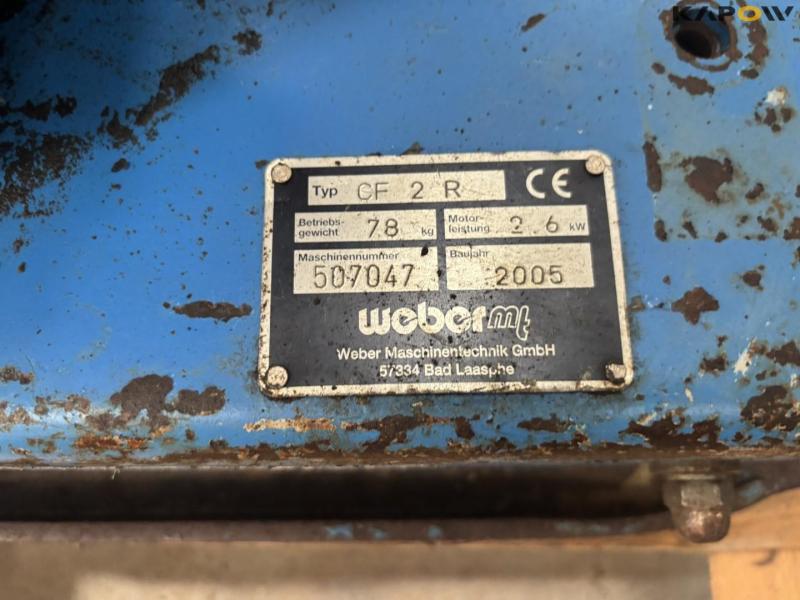 KAPOW
Typ CF 2 R CE
Betriebs- gewicht 78 kg Motor- leistung 2.6 kW
Maschinennummer 507047 Baujahr 2005
weber mt
Weber Maschinentechnik GmbH
57334 Bad Laasphe